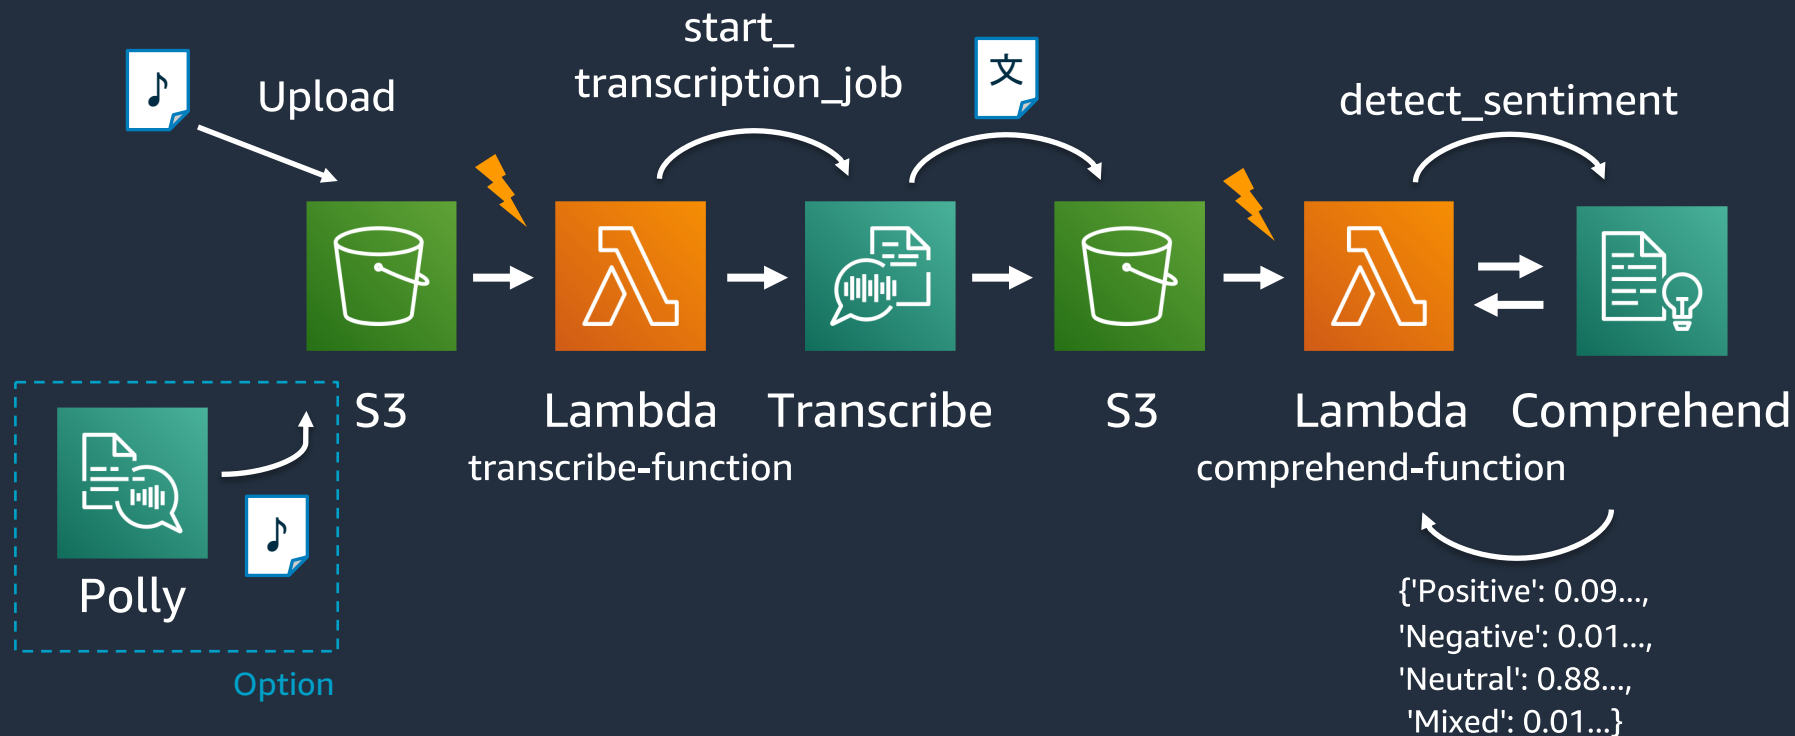 start_
transcription_job
Upload
文
detect_sentiment
S3
Lambda
Transcribe
S3
Lambda
Comprehend
transcribe-function
comprehend-function
Polly
Option
{'Positive': 0.09...,
'Negative': 0.01...,
'Neutral': 0.88...,
'Mixed': 0.01...}